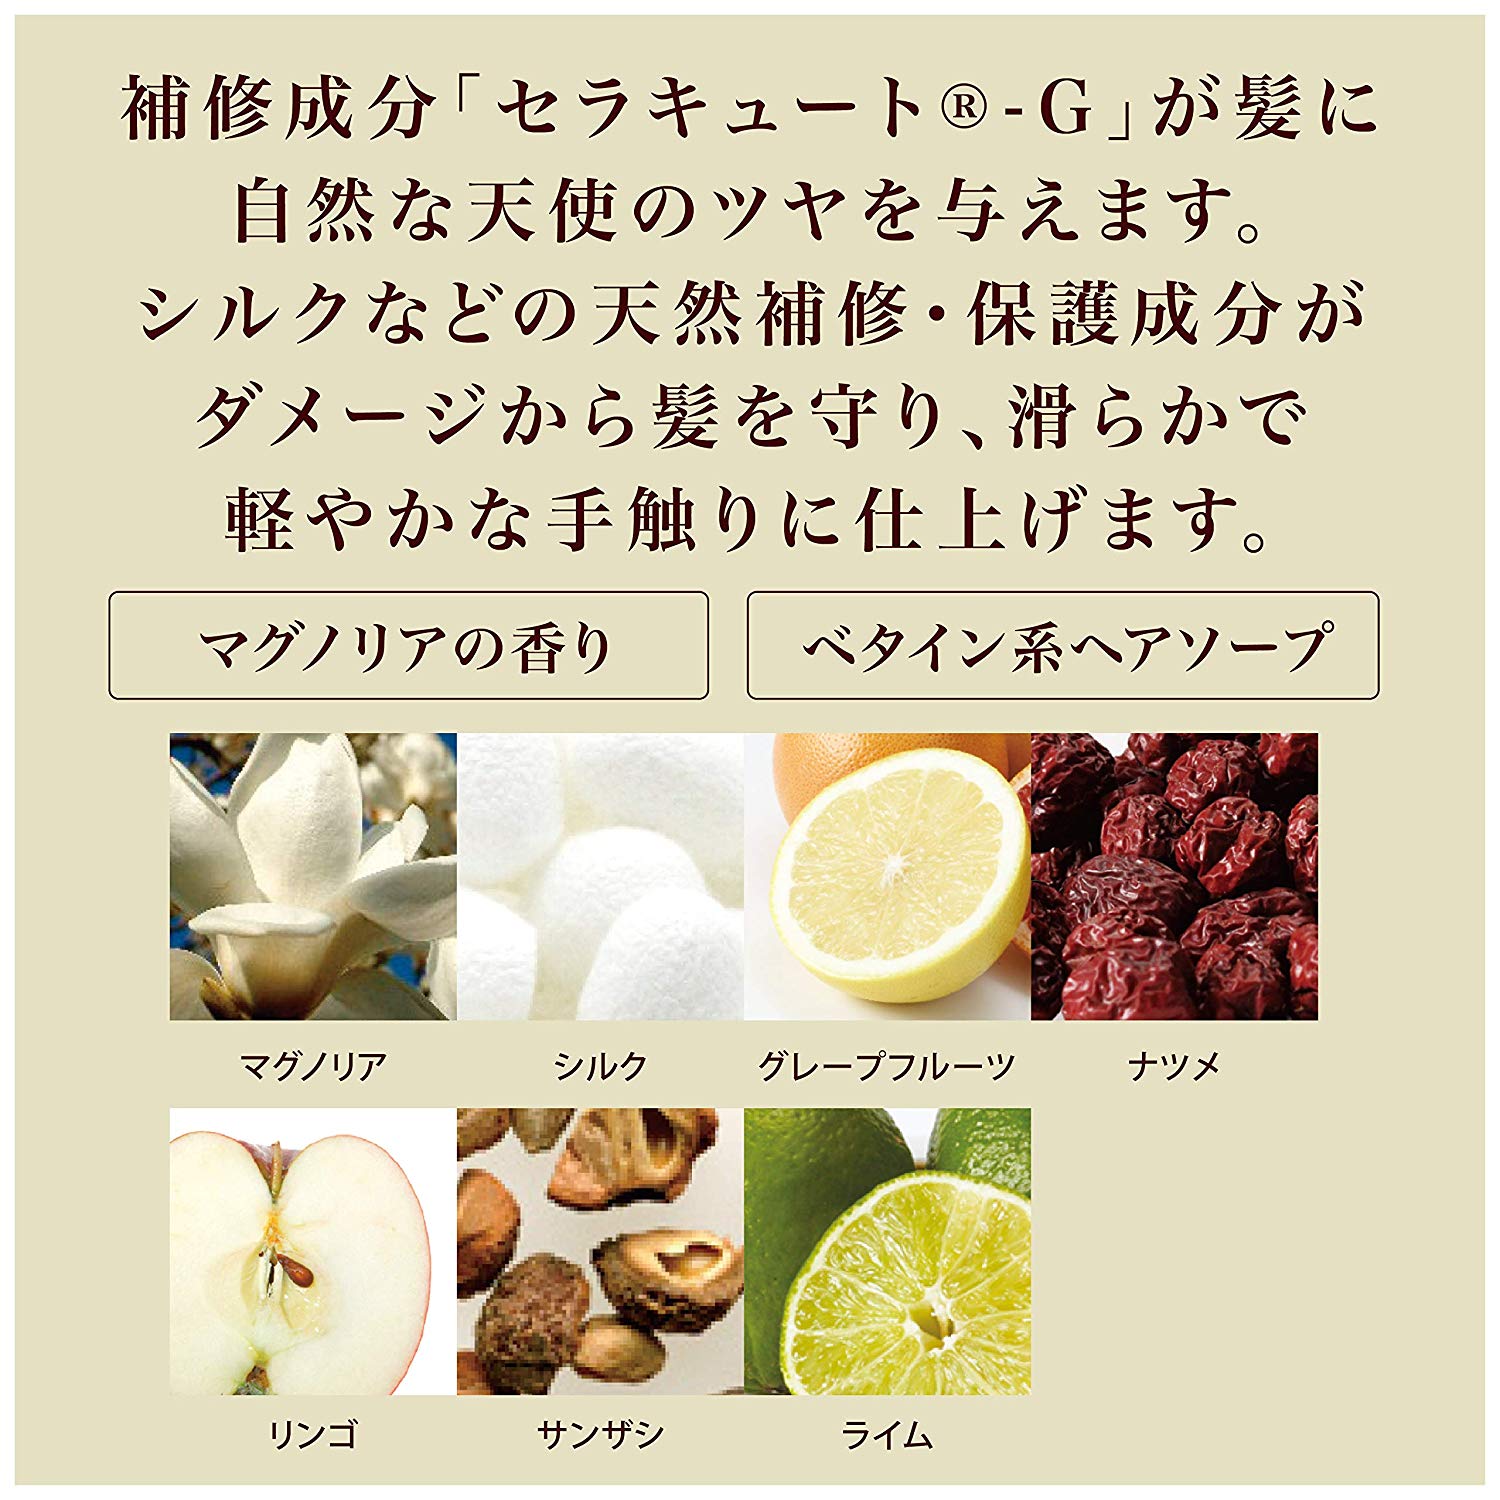 補修成分「セラキュート®-G」が髪に
自然な天使のツヤを与えます。
シルクなどの天然補修・保護成分が
ダメージから髪を守り、滑らかで
軽やかな手触りに仕上げます。
マグノリアの香り
ベタイン系ヘアソープ
マグノリア
シルク
グレープフルーツ
ナツメ
リンゴ
サンザシ
ライム